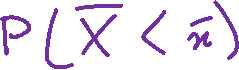 P(X̄ < x̄)